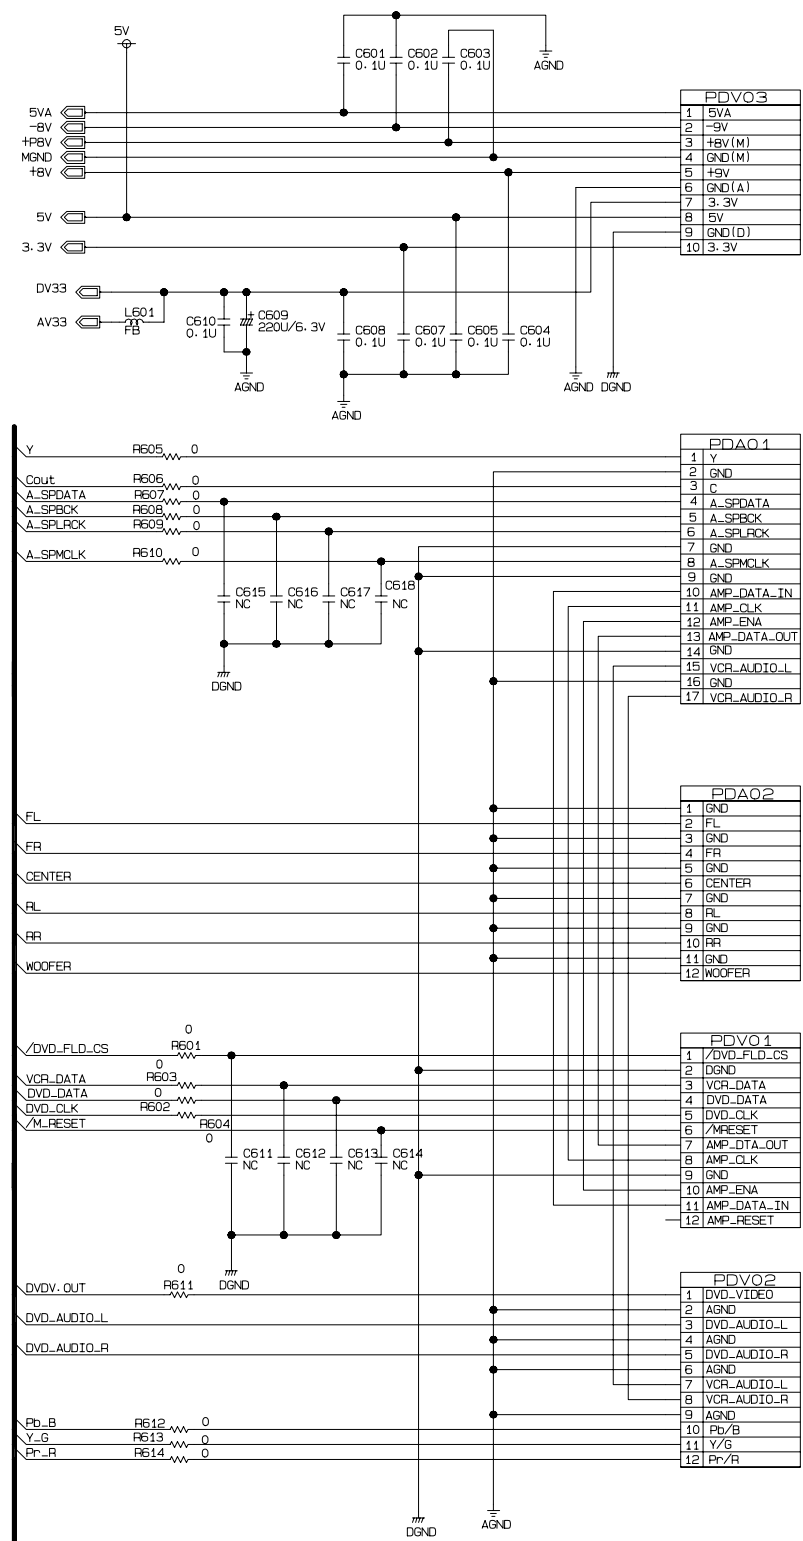 5V
C601
0.1U
C602
0.1U
C603
0.1U
AGND
PDV03
5VA
1 5VA
-8V
2 -9V
+P8V
3 +8V(M)
MGND
4 GND(M)
+8V
5 +9V
6 GND(A)
7 3.3V
5V
8 5V
9 GND(D)
3.3V
10 3.3V
DV33
AV33
L601
FB
C610
0.1U
C609
+
220U/6.3V
C608
0.1U
C607
0.1U
C605
0.1U
C604
0.1U
AGND
AGND
AGND
DGND
PDA01
Y
R605 0
1 Y
2 GND
Cout
R606 0
3 C
A_SPDATA
R607 0
4 A_SPDATA
A_SPBCK
R608 0
5 A_SPBCK
A_SPLRCK
R609 0
6 A_SPLRCK
7 GND
A_SPMCLK
R610 0
8 A_SPMCLK
9 GND
10 AMP_DATA_IN
11 AMP_CLK
12 AMP_ENA
13 AMP_DATA_OUT
14 GND
15 VCR_AUDIO_L
16 GND
17 VCR_AUDIO_R
C615
NC
C616
NC
C617
NC
C618
NC
DGND
PDA02
1 GND
FL
2 FL
3 GND
FR
4 FR
5 GND
CENTER
6 CENTER
7 GND
RL
8 RL
9 GND
RR
10 RR
11 GND
WOOFER
12 WOOFER
PDV01
/DVD_FLD_CS
0
R601
1 /DVD_FLD_CS
2 DGND
VCR_DATA
0
R603
3 VCR_DATA
DVD_DATA
0
4 DVD_DATA
DVD_CLK
R602
5 DVD_CLK
/M_RESET
R604
0
6 /MRESET
7 AMP_DTA_OUT
8 AMP_CLK
9 GND
10 AMP_ENA
11 AMP_DATA_IN
12 AMP_RESET
C611
NC
C612
NC
C613
NC
C614
NC
DGND
PDV02
DVDV.OUT
0
R611
1 DVD_VIDEO
2 AGND
DVD_AUDIO_L
3 DVD_AUDIO_L
4 AGND
DVD_AUDIO_R
5 DVD_AUDIO_R
6 AGND
7 VCR_AUDIO_L
8 VCR_AUDIO_R
9 AGND
Pb_B
R612 0
10 Pb/B
Y_G
R613 0
11 Y/G
Pr_R
R614 0
12 Pr/R
DGND
AGND